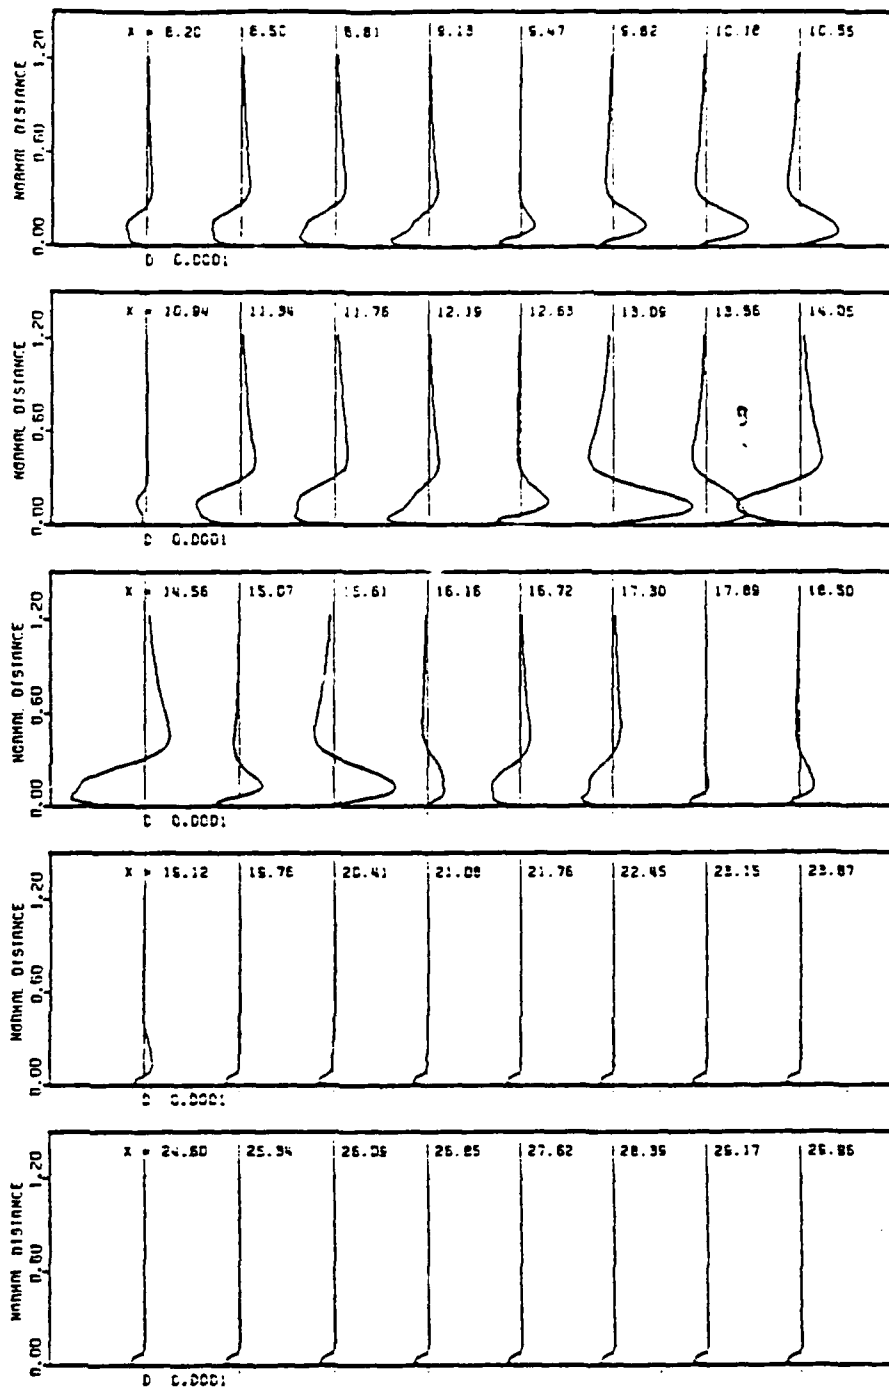 X = 8.20 8.50 8.81 9.13 9.47 9.82 10.18 10.55
NORMAL DISTANCE
0.00 0.60 1.20
0 0.0001
X = 10.94 11.34 11.76 12.19 12.63 13.09 13.56 14.05
NORMAL DISTANCE
0.00 0.60 1.20
0 0.0001
X = 14.56 15.07 15.61 16.16 16.72 17.30 17.89 18.50
NORMAL DISTANCE
0.00 0.60 1.20
0 0.0001
X = 19.12 19.76 20.41 21.08 21.76 22.45 23.15 23.87
NORMAL DISTANCE
0.00 0.60 1.20
0 0.0001
X = 24.60 25.34 26.09 26.85 27.62 28.39 29.17 29.96
NORMAL DISTANCE
0.00 0.60 1.20
0 0.0001